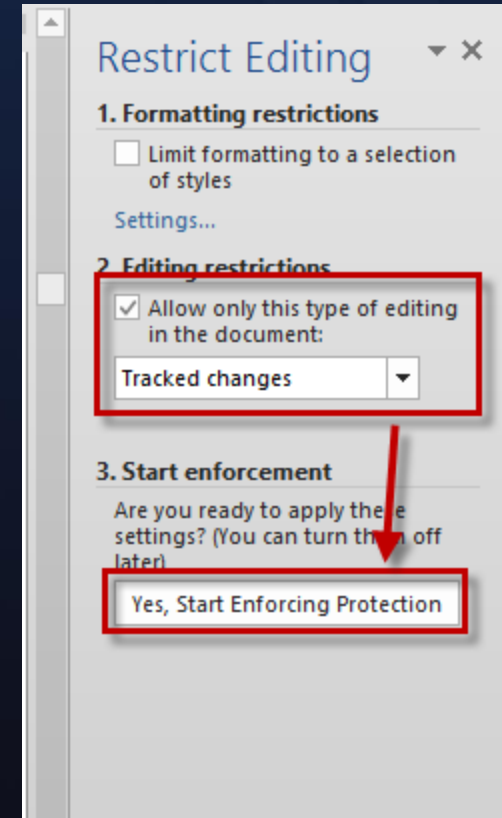 Restrict Editing
1. Formatting restrictions
Limit formatting to a selection
of styles
Settings...
2. Editing restrictions
Allow only this type of editing
in the document:
Tracked changes
3. Start enforcement
Are you ready to apply these
settings? (You can turn them off
later)
Yes, Start Enforcing Protection